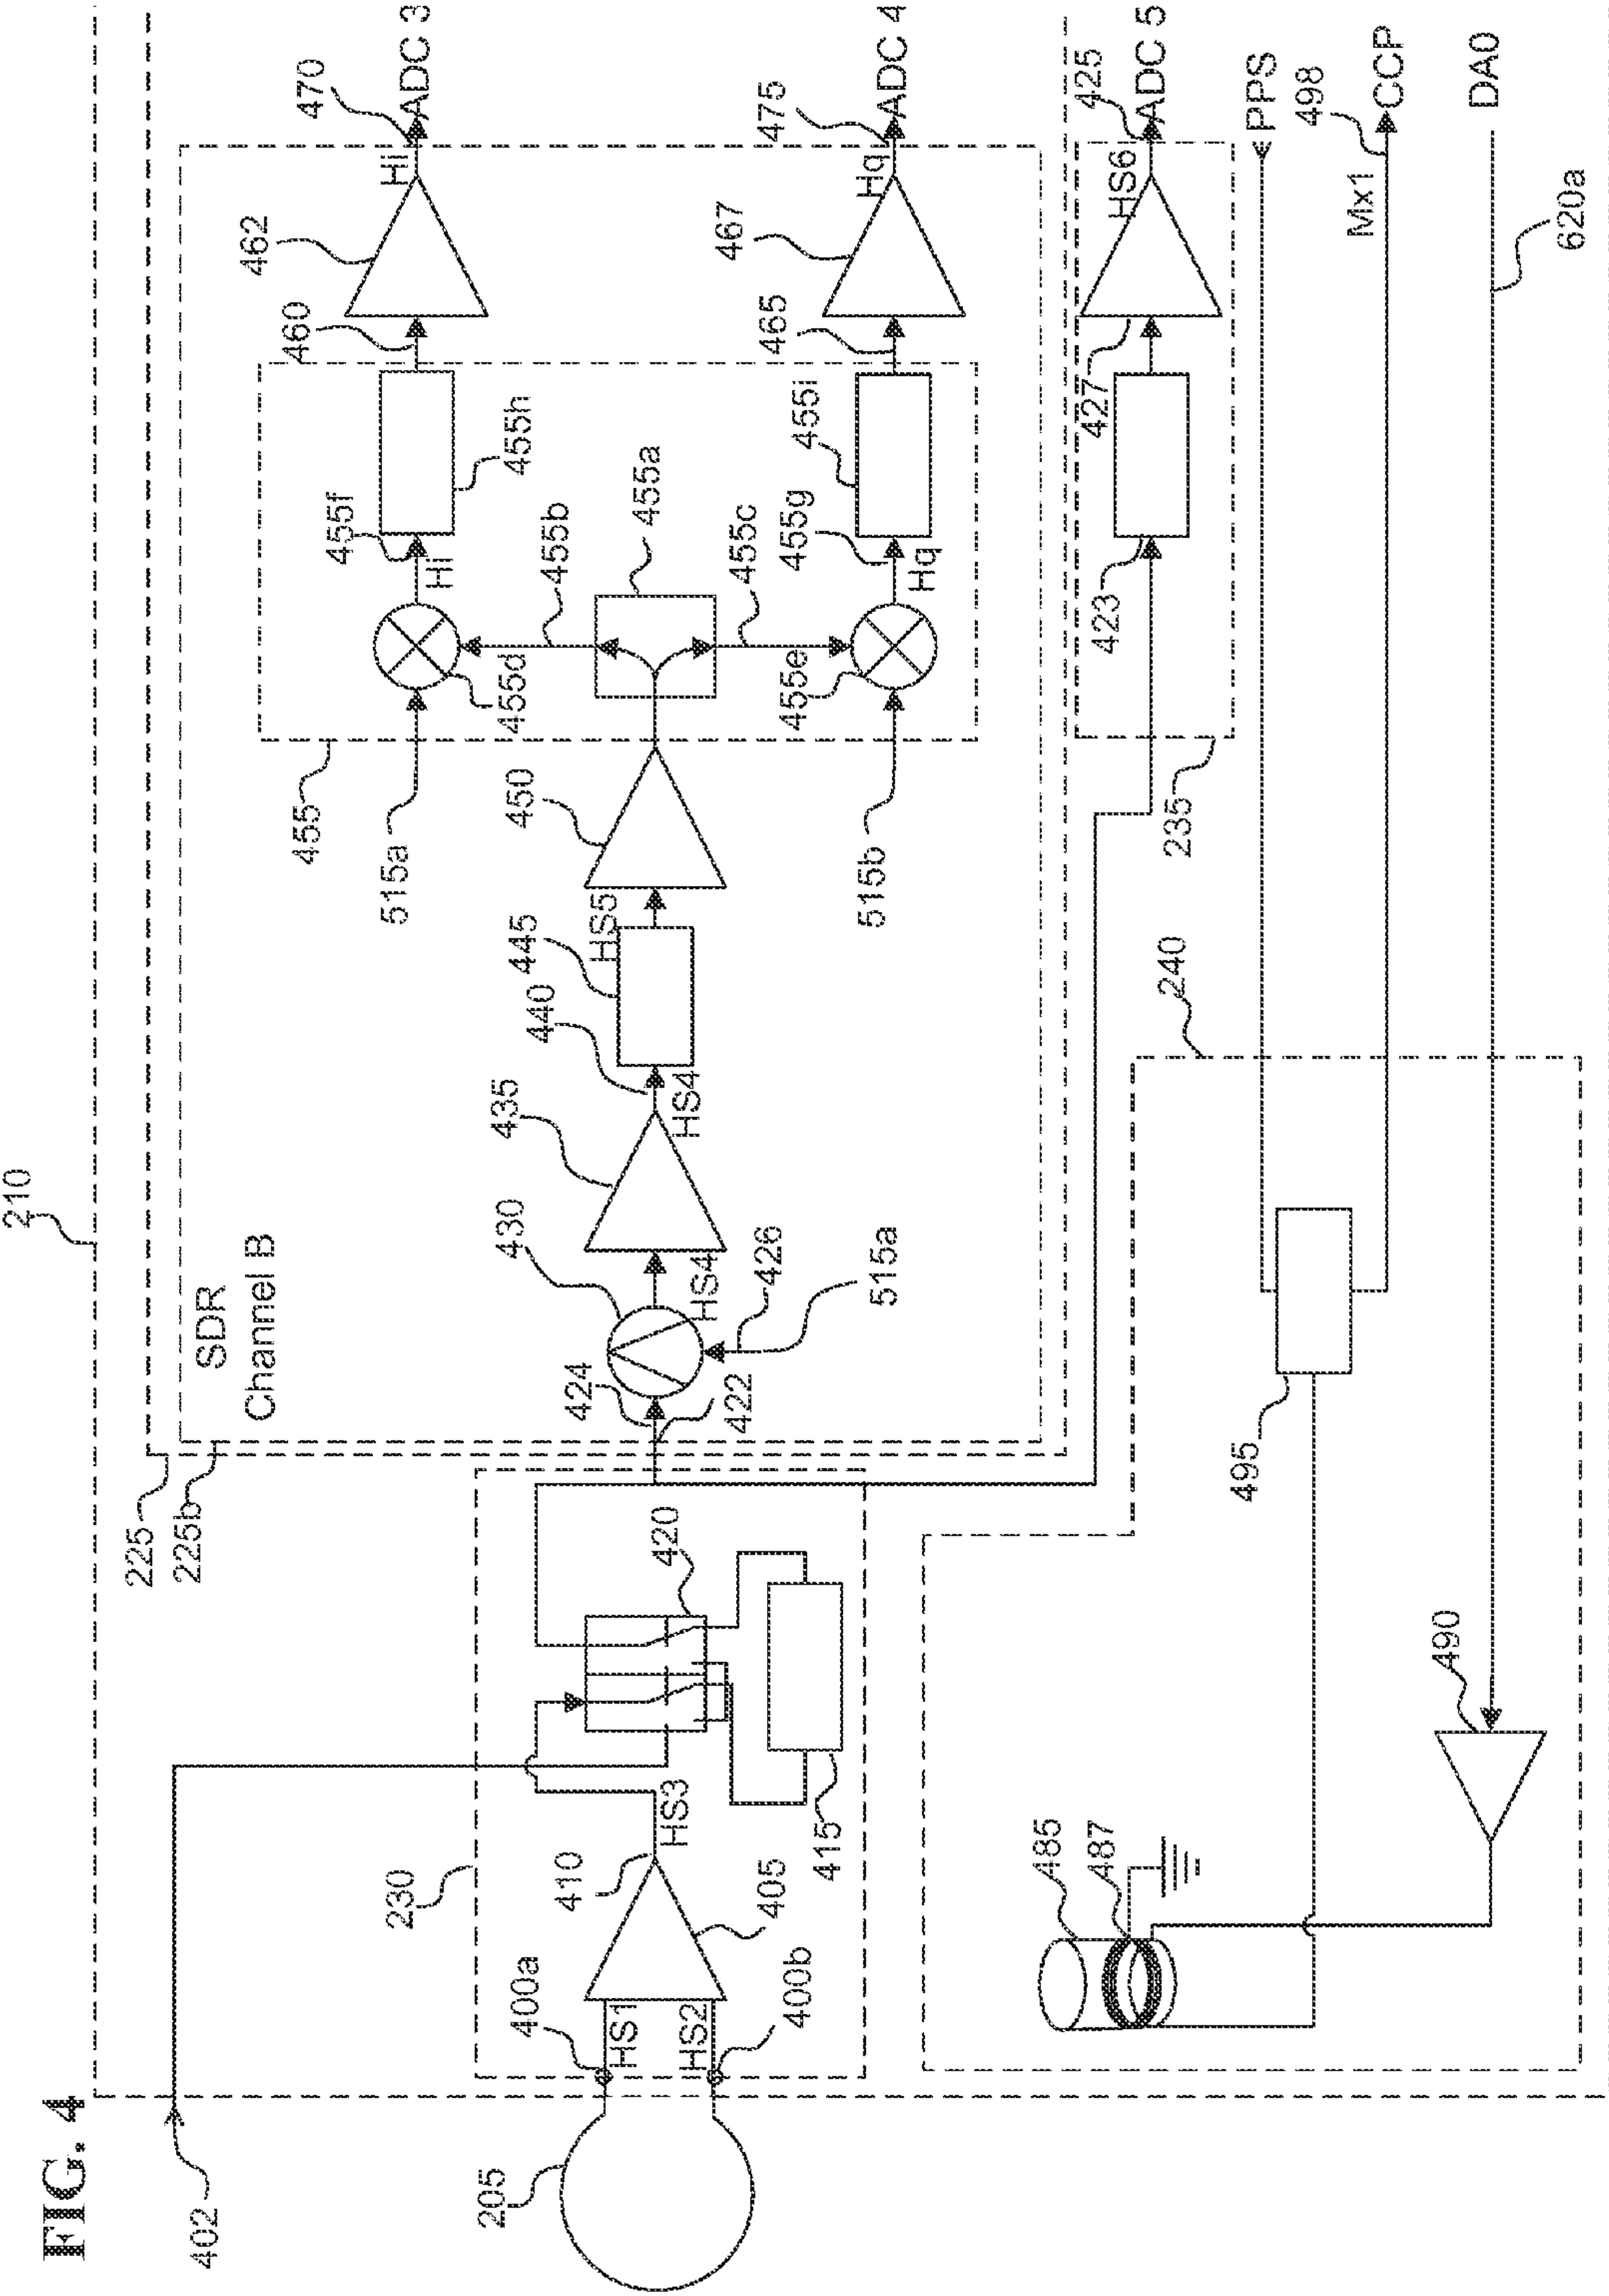 FIG. 4
210
402
205
225
225b
SDR
Channel B
230
400a
HS1
HS2
400b
405
410
HS3
415
420
422
424
426
515a
430
HS4
435
HS4
440
445
HS5
450
455
515a
515b
455a
455b
455c
455d
455e
455f
Hi
455g
Hq
455h
455i
460
462
Hi
470
ADC 3
465
467
Hq
475
ADC 4
423
427
HS6
425
ADC 5
235
PPS
Mx1
498
CCP
DA0
620a
240
495
490
485
487